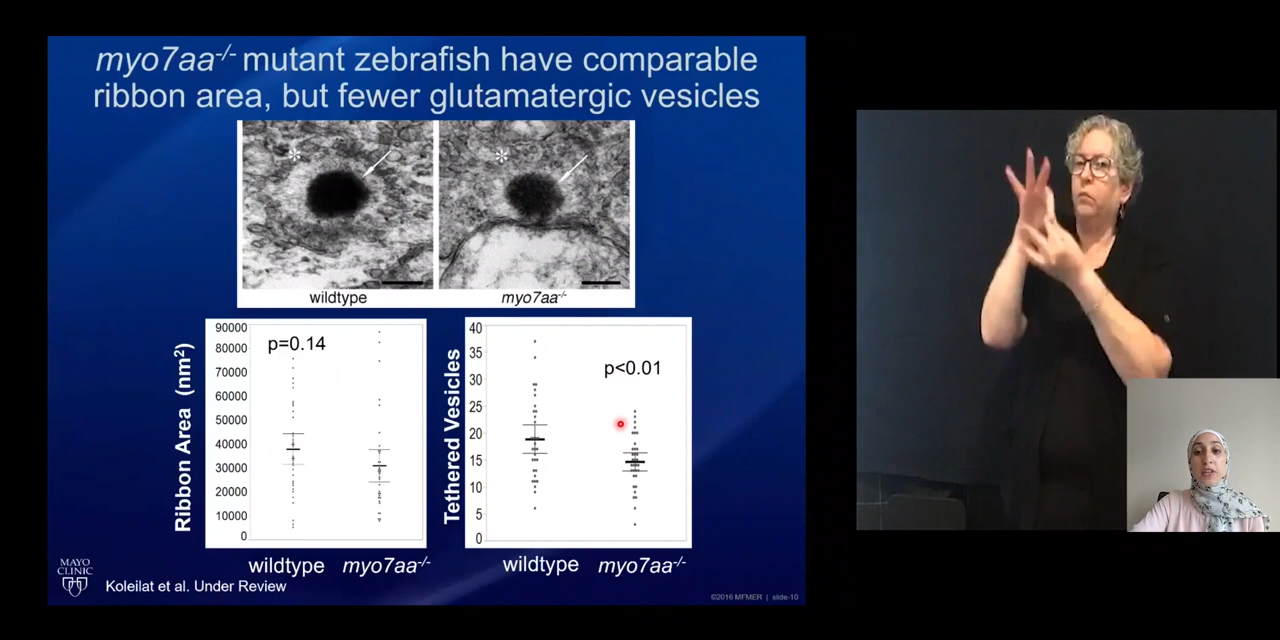 myo7aa-/- mutant zebrafish have comparable
ribbon area, but fewer glutamatergic vesicles
*
*
wildtype
myo7aa-/-
Ribbon Area (nm²)
90000
80000
70000
60000
50000
40000
30000
20000
10000
0
p=0.14
wildtype
myo7aa-/-
Tethered Vesicles
40
35
30
25
20
15
10
5
0
p<0.01
wildtype
myo7aa-/-
MAYO
CLINIC
Koleilat et al. Under Review
©2016 MFMER | slide-10